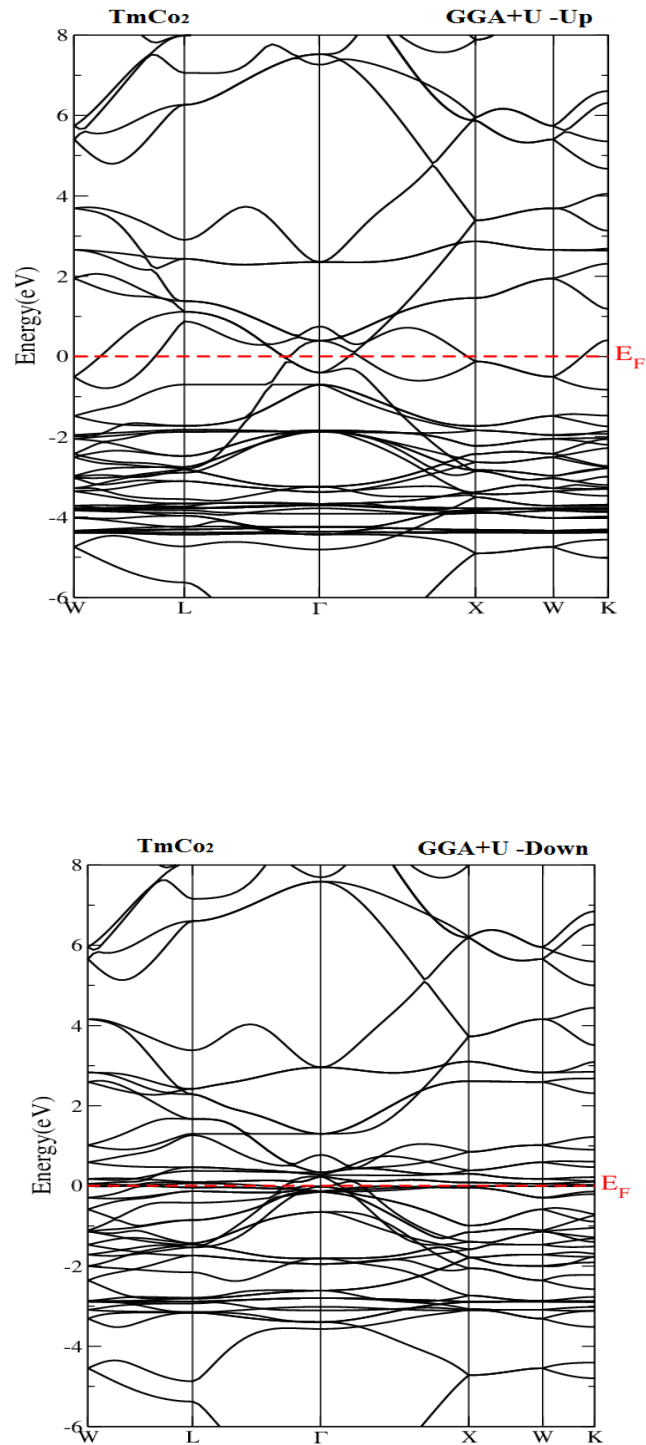 TmCo₂ GGA+U -Up
8
6
4
2
0
-2
-4
-6
Energy(eV)
E_F
W L Γ X W K
TmCo₂ GGA+U -Down
8
6
4
2
0
-2
-4
-6
Energy(eV)
E_F
W L Γ X W K